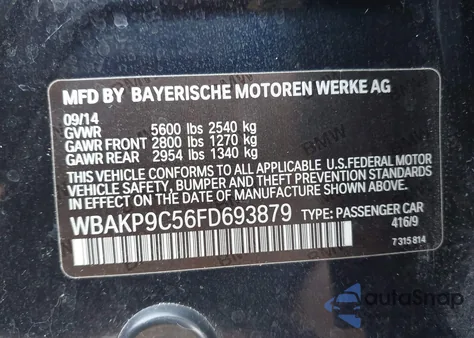 MFD BY BAYERISCHE MOTOREN WERKE AG
09/14
GVWR 5600 lbs 2540 kg
GAWR FRONT 2800 lbs 1270 kg
GAWR REAR 2954 lbs 1340 kg
THIS VEHICLE CONFORMS TO ALL APPLICABLE U.S.FEDERAL MOTOR
VEHICLE SAFETY, BUMPER AND THEFT PREVENTION STANDARDS IN
EFFECT ON THE DATE OF MANUFACTURE SHOWN ABOVE.
WBAKP9C56FD693879 TYPE: PASSENGER CAR
416/9
7 315 814
AutoSnap